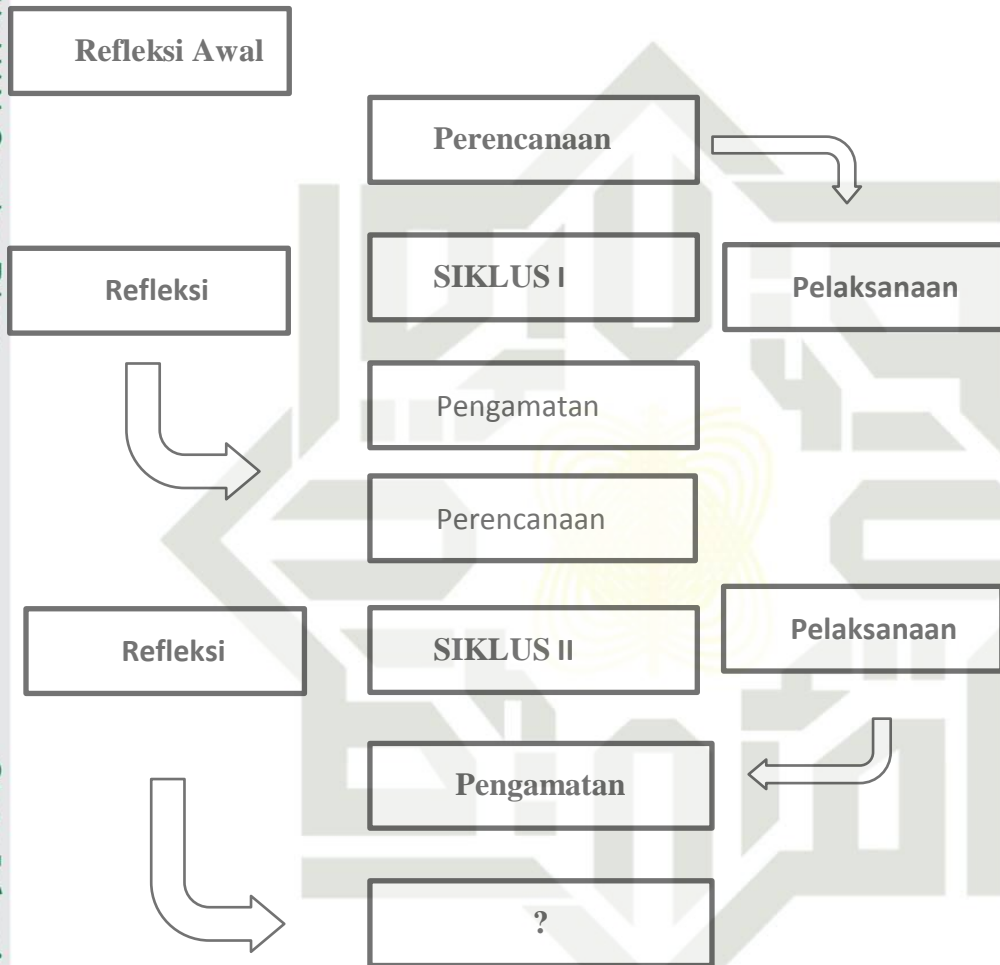 Refleksi Awal
Perencanaan
Refleksi
SIKLUS I
Pelaksanaan
Pengamatan
Perencanaan
Refleksi
SIKLUS II
Pelaksanaan
Pengamatan
?